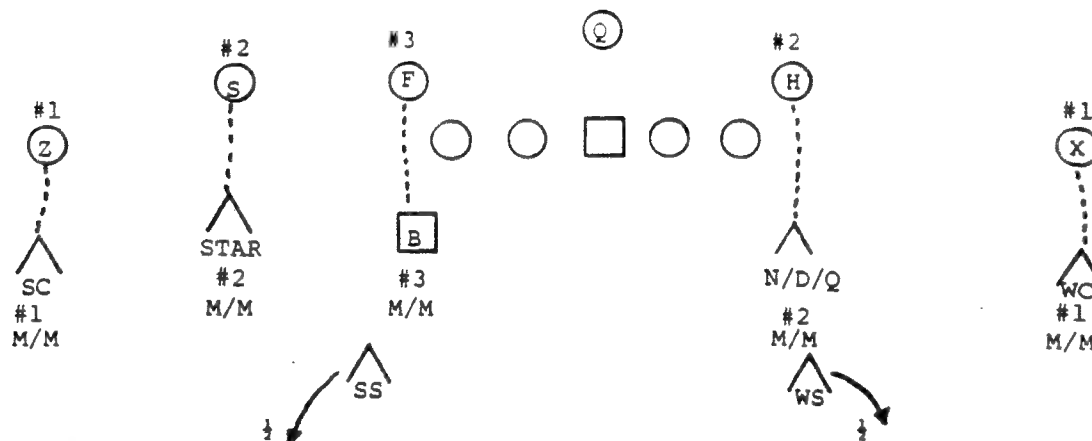 Q
#2 #3 #2
S F H
#1 #1
Z X
B
STAR N/D/Q
SC #2 #3 WC
#1 M/M M/M #2 #1
M/M M/M M/M
SS WS
½ ½